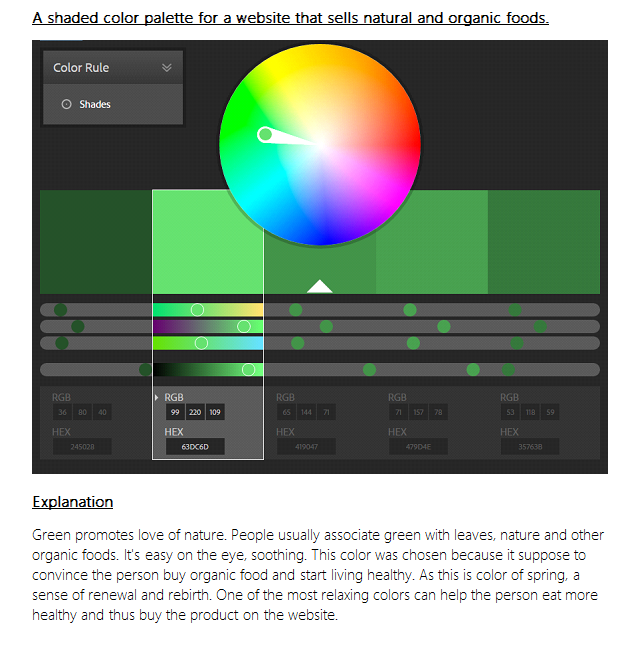 A shaded color palette for a website that sells natural and organic foods.
Color Rule
Shades
RGB RGB RGB RGB RGB
36 80 40 99 220 109 65 144 71 71 157 78 53 118 59
HEX HEX HEX HEX HEX
245028 63DC6D 419047 479D4E 35763B
Explanation
Green promotes love of nature. People usually associate green with leaves, nature and other
organic foods. It's easy on the eye, soothing. This color was chosen because it suppose to
convince the person buy organic food and start living healthy. As this is color of spring, a
sense of renewal and rebirth. One of the most relaxing colors can help the person eat more
healthy and thus buy the product on the website.